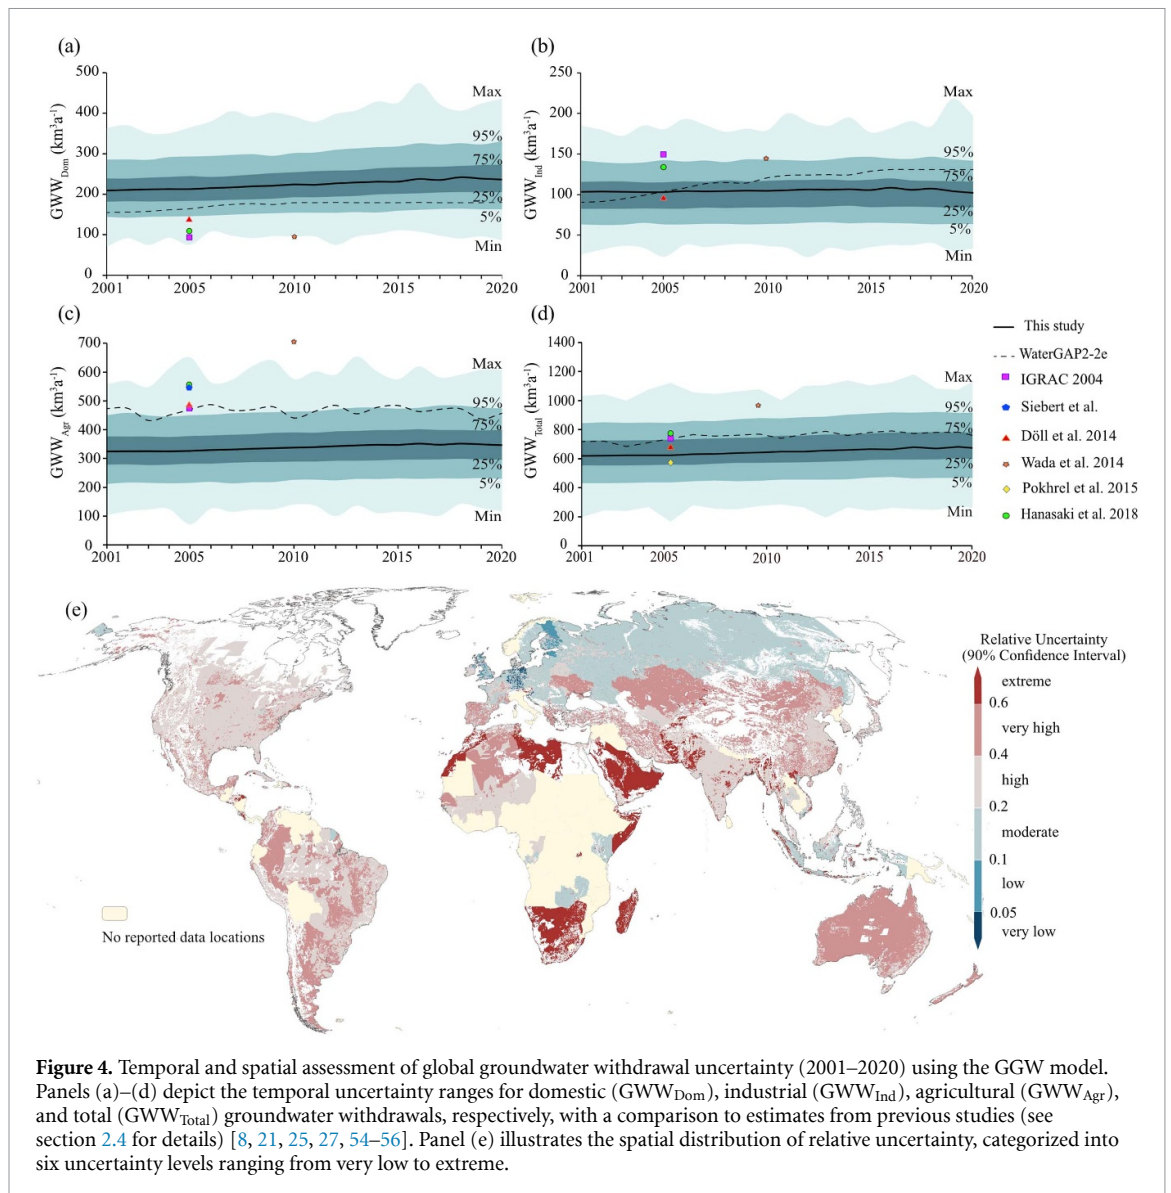 (a)
500
400
300
200
100
0
GWW_Dom (km³a⁻¹)
Max
95%
75%
25%
5%
Min
2001
2005
2010
2015
2020
(b)
250
200
150
100
50
0
GWW_Ind (km³a⁻¹)
Max
95%
75%
25%
5%
Min
2001
2005
2010
2015
2020
(c)
700
600
500
400
300
200
100
0
GWW_Agr (km³a⁻¹)
Max
95%
75%
25%
5%
Min
2001
2005
2010
2015
2020
(d)
1400
1200
1000
800
600
400
200
0
GWW_Total (km³a⁻¹)
Max
95%
75%
25%
5%
Min
2001
2005
2010
2015
2020
This study
WaterGAP2-2e
IGRAC 2004
Siebert et al.
Döll et al. 2014
Wada et al. 2014
Pokhrel et al. 2015
Hanasaki et al. 2018
(e)
No reported data locations
Relative Uncertainty
(90% Confidence Interval)
extreme
0.6
very high
0.4
high
0.2
moderate
0.1
low
0.05
very low
Figure 4. Temporal and spatial assessment of global groundwater withdrawal uncertainty (2001–2020) using the GGW model.
Panels (a)–(d) depict the temporal uncertainty ranges for domestic (GWW_Dom), industrial (GWW_Ind), agricultural (GWW_Agr),
and total (GWW_Total) groundwater withdrawals, respectively, with a comparison to estimates from previous studies (see
section 2.4 for details) [8, 21, 25, 27, 54–56]. Panel (e) illustrates the spatial distribution of relative uncertainty, categorized into
six uncertainty levels ranging from very low to extreme.